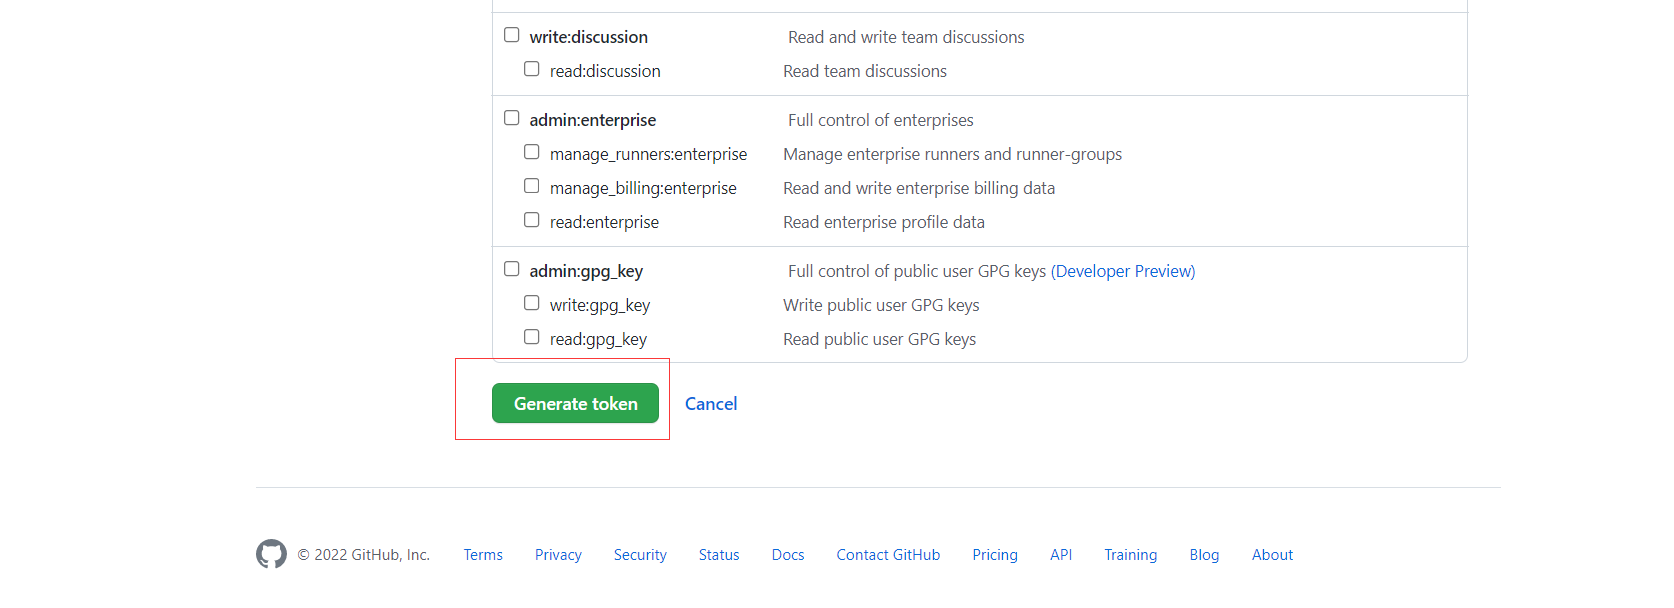 write:discussion Read and write team discussions
read:discussion Read team discussions
admin:enterprise Full control of enterprises
manage_runners:enterprise Manage enterprise runners and runner-groups
manage_billing:enterprise Read and write enterprise billing data
read:enterprise Read enterprise profile data
admin:gpg_key Full control of public user GPG keys (Developer Preview)
write:gpg_key Write public user GPG keys
read:gpg_key Read public user GPG keys
Generate token Cancel
© 2022 GitHub, Inc. Terms Privacy Security Status Docs Contact GitHub Pricing API Training Blog About